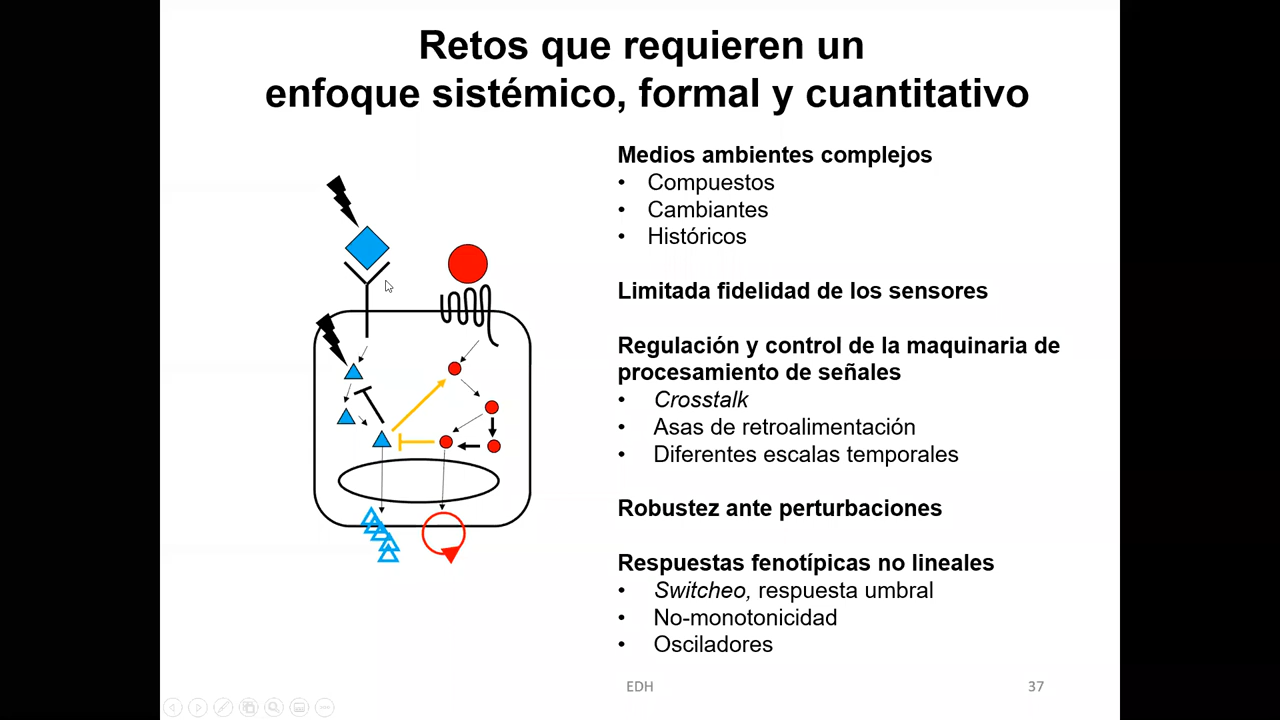 Retos que requieren un
enfoque sistémico, formal y cuantitativo
Medios ambientes complejos
• Compuestos
• Cambiantes
• Históricos
Limitada fidelidad de los sensores
Regulación y control de la maquinaria de
procesamiento de señales
• Crosstalk
• Asas de retroalimentación
• Diferentes escalas temporales
Robustez ante perturbaciones
Respuestas fenotípicas no lineales
• Switcheo, respuesta umbral
• No-monotonicidad
• Osciladores
EDH
37